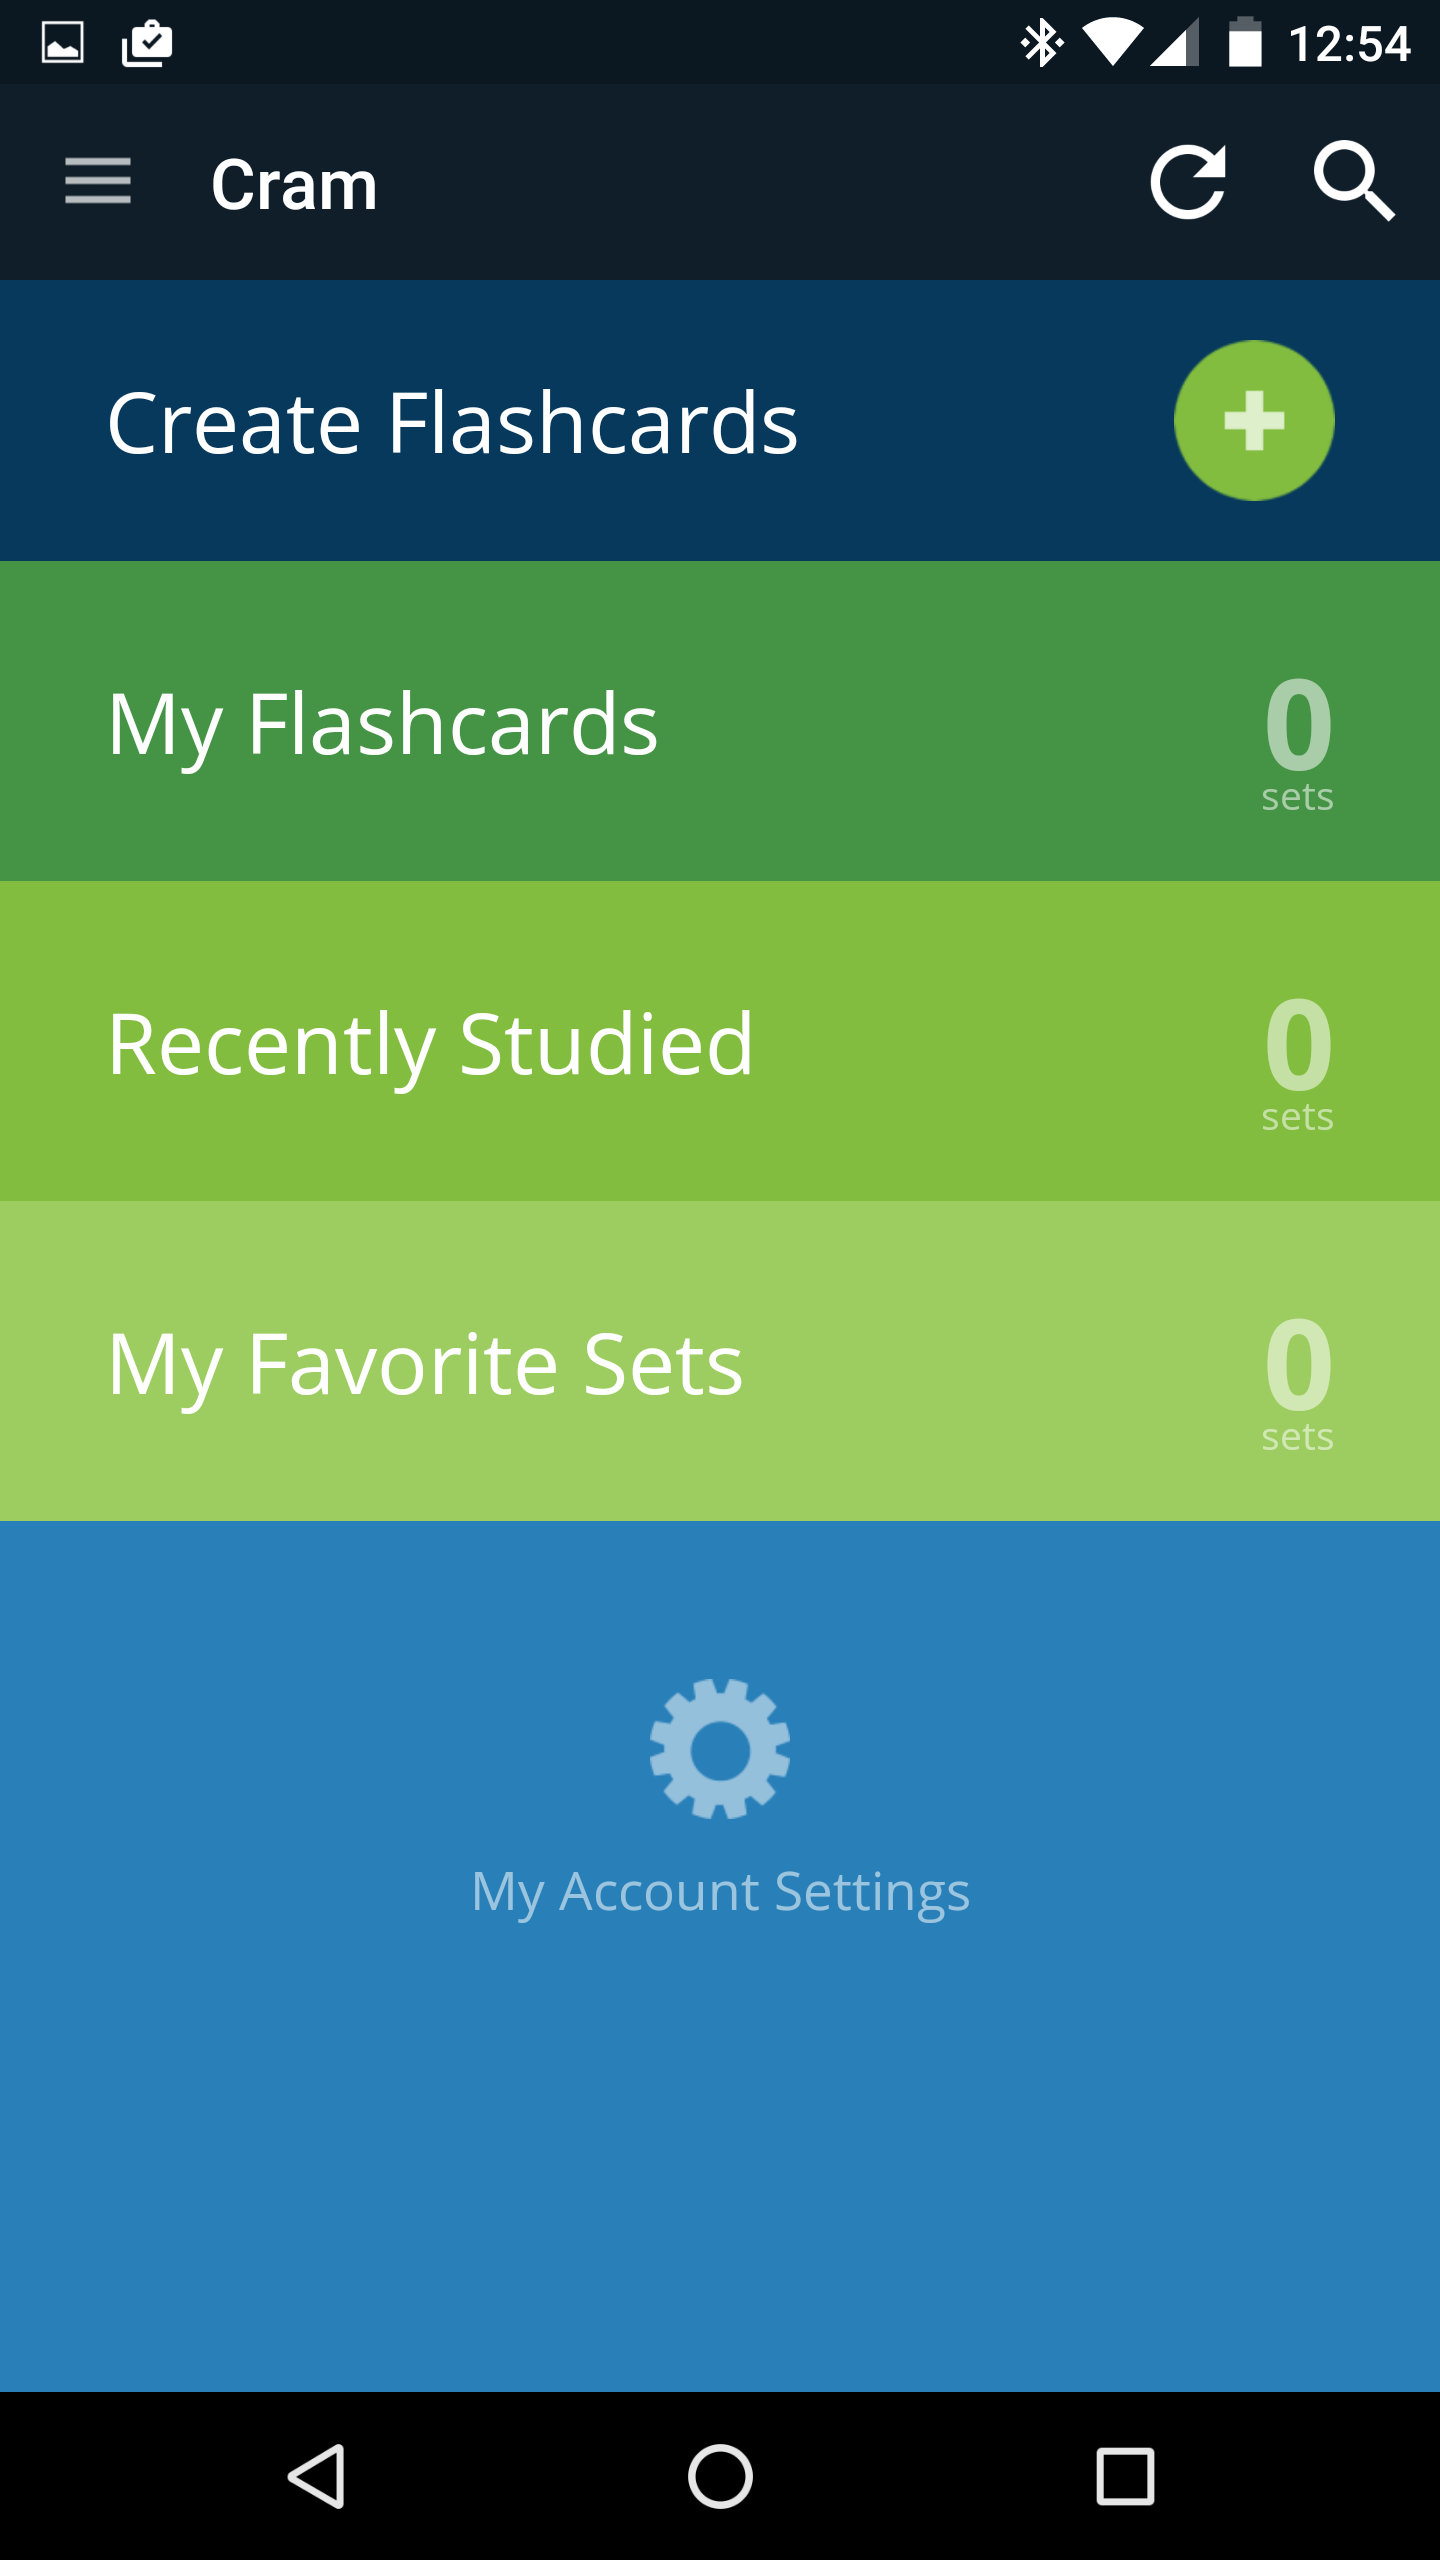 12:54
Cram
Create Flashcards
My Flashcards
0
sets
Recently Studied
0
sets
My Favorite Sets
0
sets
My Account Settings